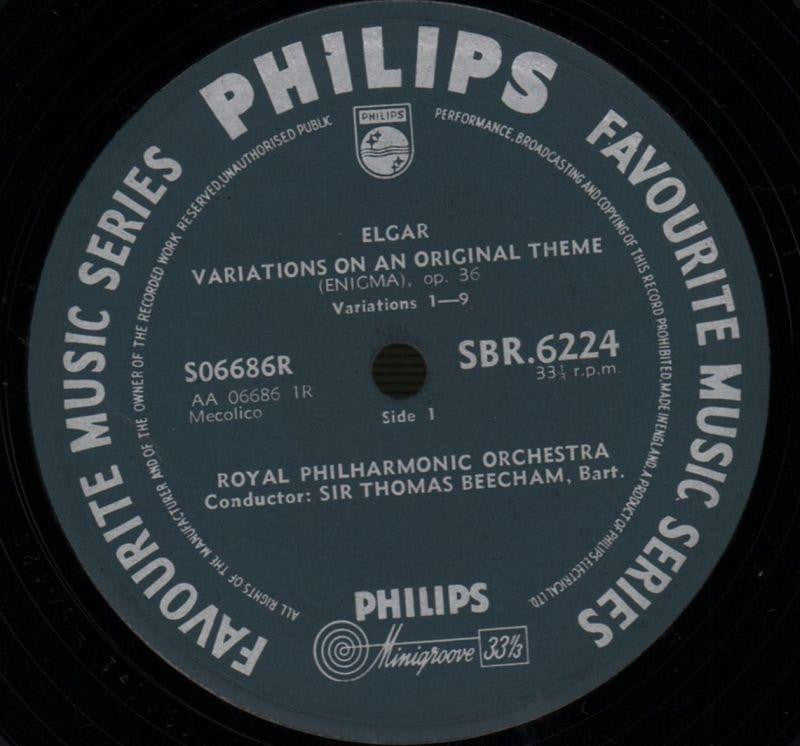 PHILIPS
FAVOURITE MUSIC SERIES
FAVOURITE MUSIC SERIES
ALL RIGHTS OF THE MANUFACTURER AND OF THE OWNER OF THE RECORDED WORK RESERVED. UNAUTHORISED PUBLIC
PERFORMANCE, BROADCASTING AND COPYING OF THIS RECORD PROHIBITED. MADE IN ENGLAND. A PRODUCT OF PHILIPS ELECTRICAL LTD.
PHILIPS
ELGAR
VARIATIONS ON AN ORIGINAL THEME
(ENIGMA), op. 36
Variations 1—9
S06686R
AA 06686 1R
Mecolico
SBR.6224
33⅓ r.p.m.
Side 1
ROYAL PHILHARMONIC ORCHESTRA
Conductor: SIR THOMAS BEECHAM, Bart.
PHILIPS
Minigroove 33⅓